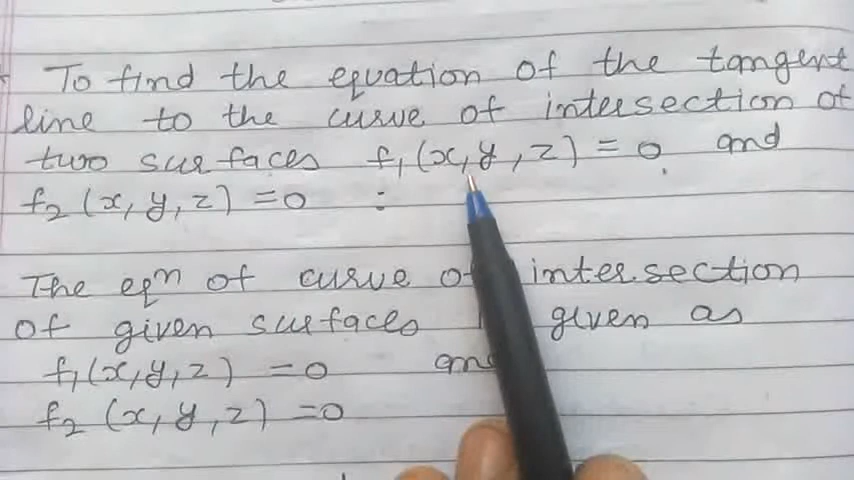 To find the equation of the tangent
line to the curve of intersection of
two surfaces f₁(x, y, z) = 0 and
f₂ (x, y, z) = 0 :
The eqⁿ of curve of intersection
of given surfaces given as
f₁(x, y, z) = 0 and
f₂ (x, y, z) = 0